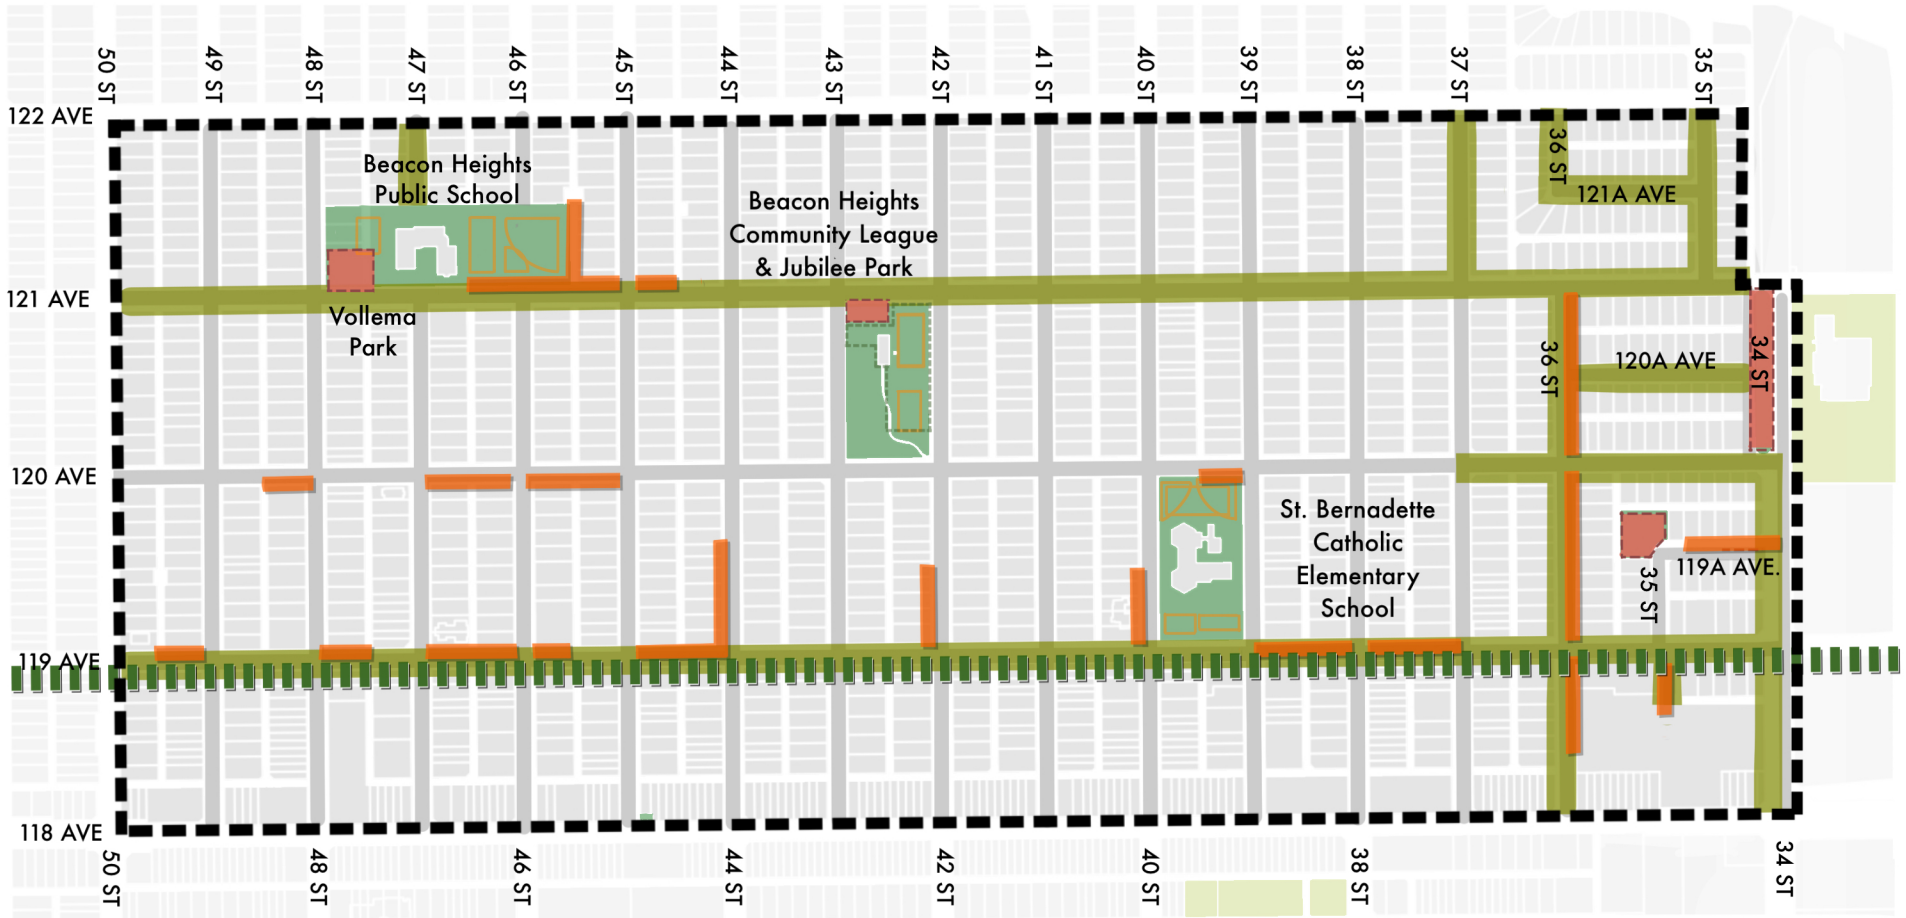 50 ST
49 ST
48 ST
47 ST
46 ST
45 ST
44 ST
43 ST
42 ST
41 ST
40 ST
39 ST
38 ST
37 ST
35 ST
122 AVE
36 ST
Beacon Heights
Public School
121A AVE
Beacon Heights
Community League
& Jubilee Park
121 AVE
Vollema
Park
36 ST
120A AVE
34 ST
120 AVE
St. Bernadette
Catholic
Elementary
School
119A AVE.
35 ST
119 AVE
118 AVE
50 ST
48 ST
46 ST
44 ST
42 ST
40 ST
38 ST
34 ST